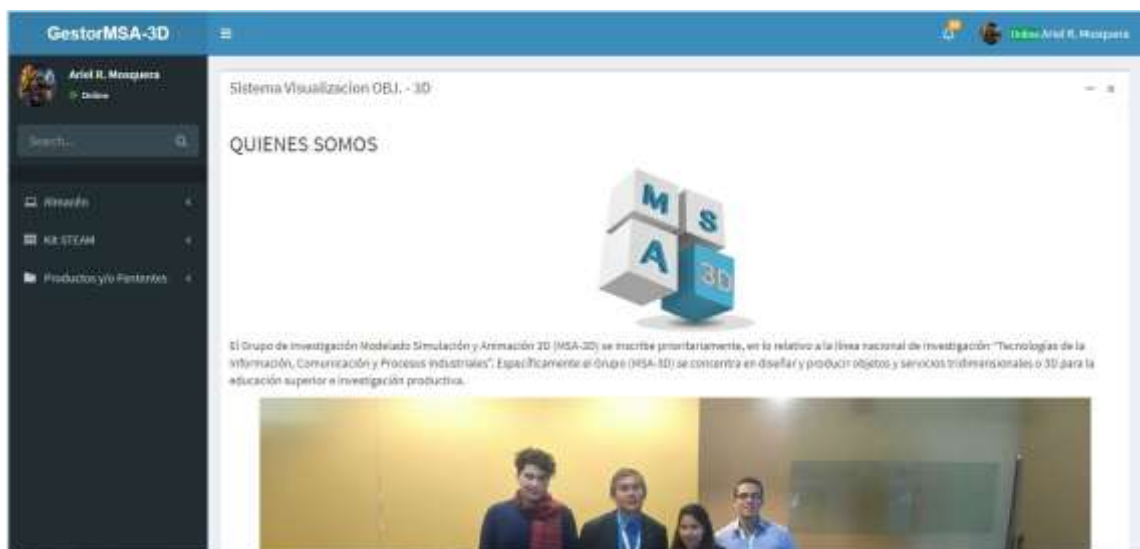 GestorMSA-3D
Online Ariel R. Mosquera
Ariel R. Mosquera
Online
Sistema Visualizacion OBJ. - 3D
Search...
QUIENES SOMOS
M
S
A
3D
Almacén
Kit STEAM
Productos y/o
El Grupo de Investigación Modelado Simulación y Animación 3D (MSA-3D) se inscribe prioritariamente, en lo relativo a la línea nacional de investigación "Tecnologías de la
Información, Comunicación y Procesos Industriales". Específicamente el Grupo (MSA-3D) se concentra en diseñar y producir objetos y servicios tridimensionales o 3D para la
educación superior e investigación productiva.